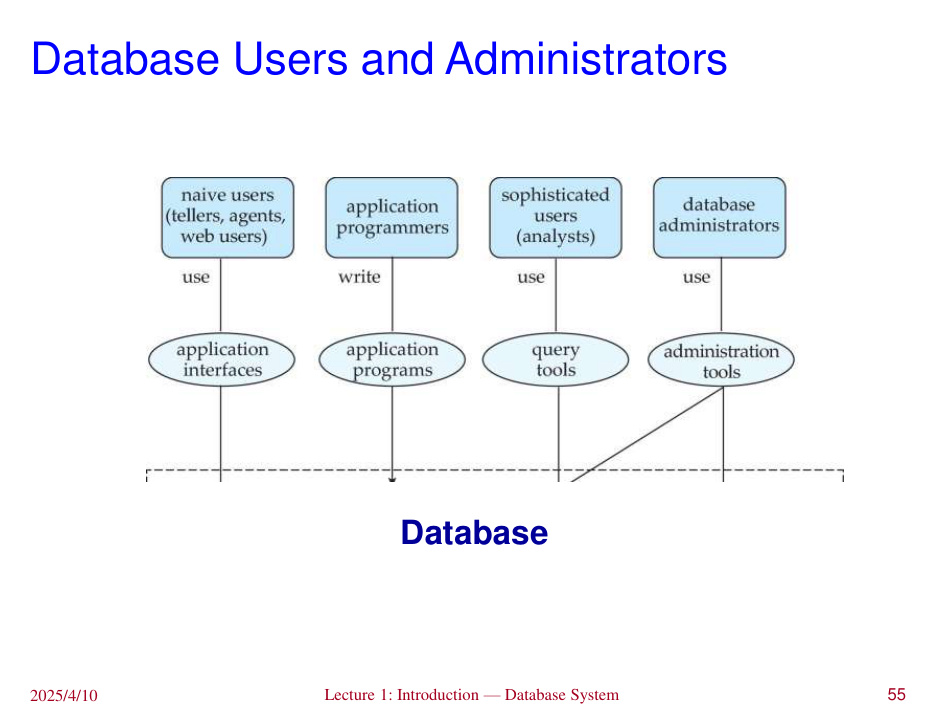 Database Users and Administrators
naive users
(tellers, agents,
web users)
application
programmers
sophisticated
users
(analysts)
database
administrators
use
write
use
use
application
interfaces
application
programs
query
tools
administration
tools
Database
2025/4/10
Lecture 1: Introduction — Database System
55